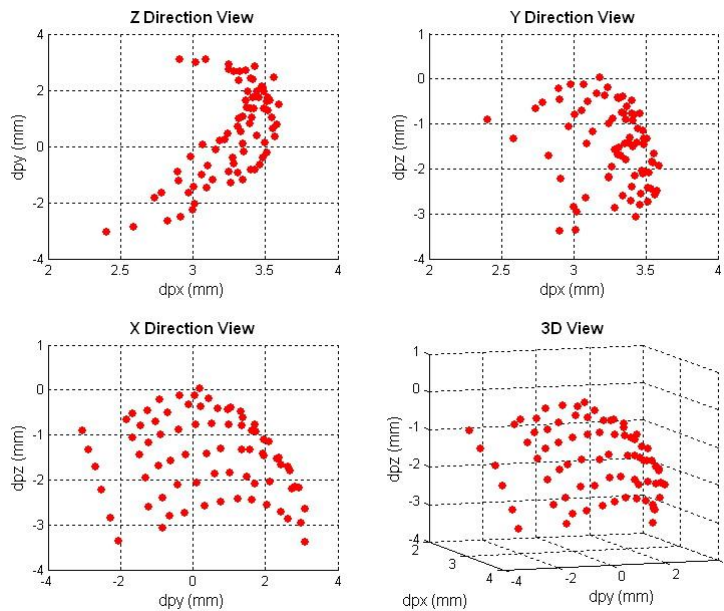 Z Direction View
4
2
0
-2
-4
dpy (mm)
2 2.5 3 3.5 4
dpx (mm)
Y Direction View
1
0
-1
-2
-3
-4
dpz (mm)
2 2.5 3 3.5 4
dpx (mm)
X Direction View
1
0
-1
-2
-3
-4
dpz (mm)
-4 -2 0 2 4
dpy (mm)
3D View
1
0
-1
-2
-3
-4
dpz (mm)
2
3
4
dpx (mm)
-4 -2 0 2
dpy (mm)